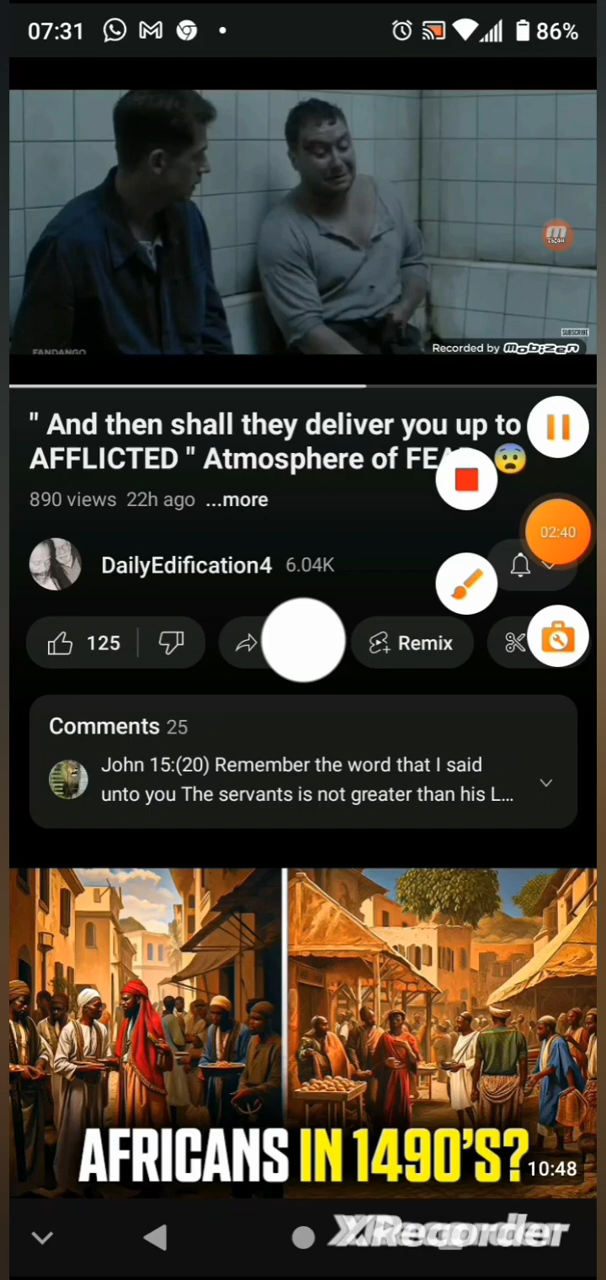 07:31
86%
FANDANGO
SUBSCRIBE
Recorded by mobizen
" And then shall they deliver you up to
AFFLICTED " Atmosphere of
890 views 22h ago ...more
02:40
DailyEdification4 6.04K
125
Remix
Comments 25
John 15:(20) Remember the word that I said
unto you The servants is not greater than his L...
AFRICANS IN 1490'S?
10:48
XRecorder